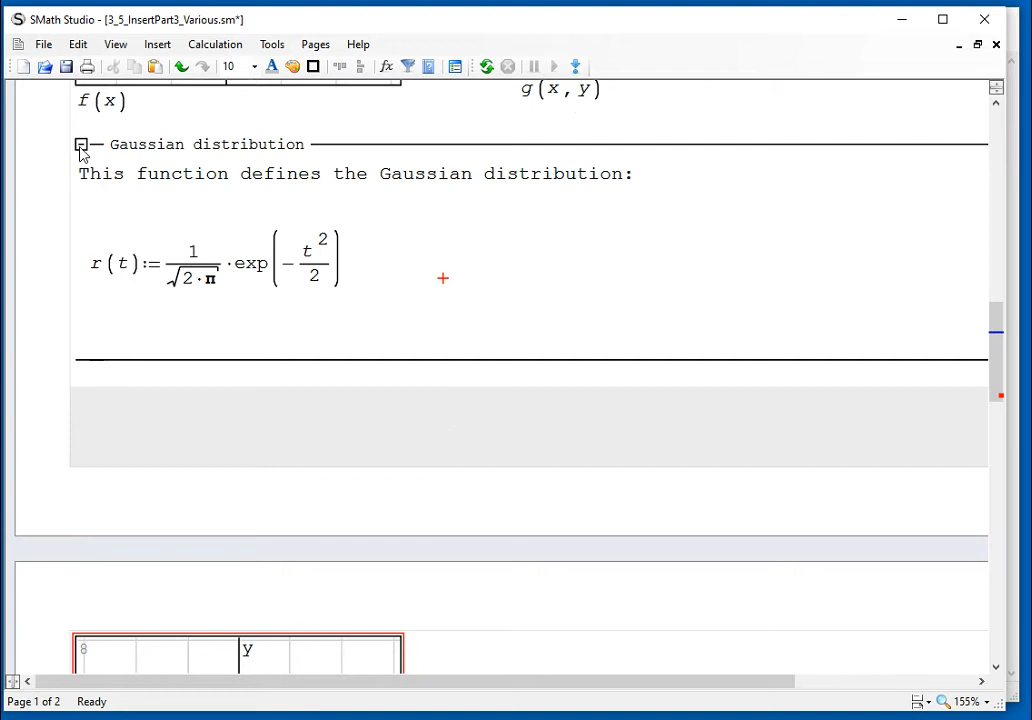 SMath Studio - [3_5_InsertPart3_Various.sm*]
File Edit View Insert Calculation Tools Pages Help
10
f(x)
g(x, y)
Gaussian distribution
This function defines the Gaussian distribution:
r(t):=1/√(2·π)·exp(-t^2/2)
8 y
Page 1 of 2 Ready 155%